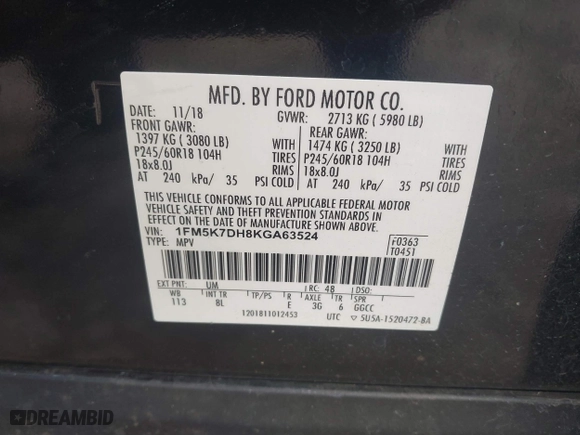 MFD. BY FORD MOTOR CO.
DATE: 11/18 GVWR: 2713 KG ( 5980 LB)
FRONT GAWR: REAR GAWR:
1397 KG ( 3080 LB) WITH 1474 KG ( 3250 LB) WITH
P245/60R18 104H TIRES P245/60R18 104H TIRES
18x8.0J RIMS 18x8.0J RIMS
AT 240 kPa/ 35 PSI COLD AT 240 kPa/ 35 PSI COLD
THIS VEHICLE CONFORMS TO ALL APPLICABLE FEDERAL MOTOR
VEHICLE SAFETY AND THEFT PREVENTION STANDARDS IN
EFFECT ON THE DATE OF MANUFACTURE SHOWN ABOVE.
VIN: 1FM5K7DH8KGA63524 F0363
TYPE: MPV T0451
EXT PNT: UM RC: 48 DSO:
WB INT TR TP/PS R AXLE TR SPR
113 BL E 3G 6 GGCC
1201811012453 UTC ▽ 5U5A-1520472-BA
DREAMBID